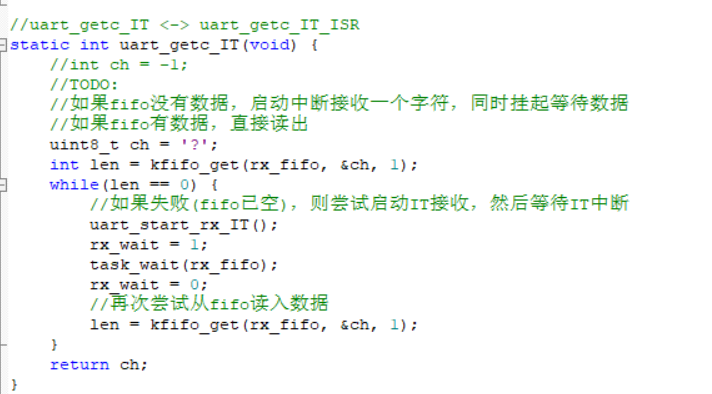 //uart_getc_IT <-> uart_getc_IT_ISR
static int uart_getc_IT(void) {
    //int ch = -1;
    //TODO:
    //如果fifo没有数据，启动中断接收一个字符，同时挂起等待数据
    //如果fifo有数据，直接读出
    uint8_t ch = '?';
    int len = kfifo_get(rx_fifo, &ch, 1);
    while(len == 0) {
        //如果失败(fifo已空)，则尝试启动IT接收，然后等待IT中断
        uart_start_rx_IT();
        rx_wait = 1;
        task_wait(rx_fifo);
        rx_wait = 0;
        //再次尝试从fifo读入数据
        len = kfifo_get(rx_fifo, &ch, 1);
    }
    return ch;
}